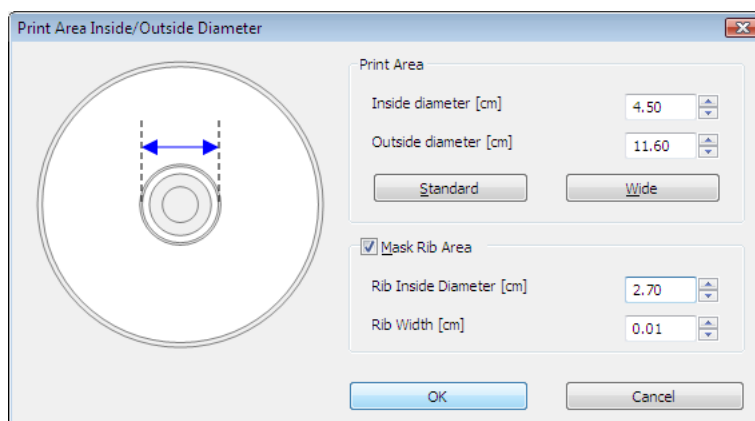 Print Area Inside/Outside Diameter
Print Area
Inside diameter [cm] 4.50
Outside diameter [cm] 11.60
Standard Wide
Mask Rib Area
Rib Inside Diameter [cm] 2.70
Rib Width [cm] 0.01
OK Cancel